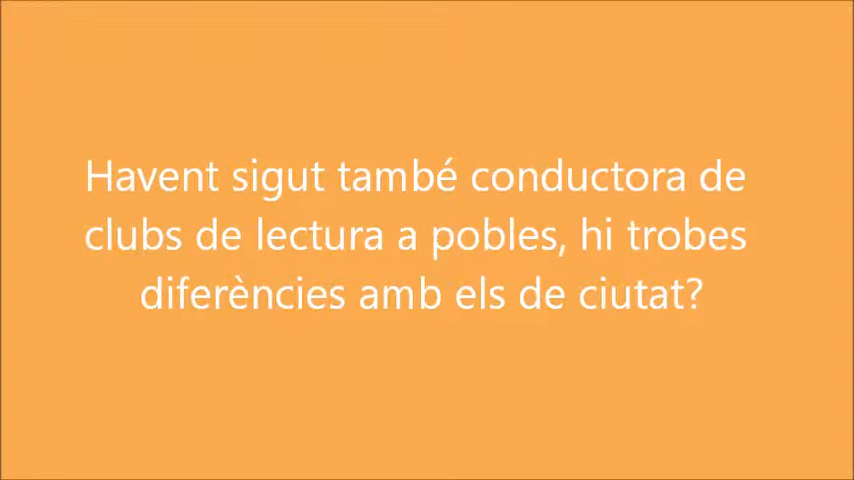 Havent sigut també conductora de
clubs de lectura a pobles, hi trobes
diferències amb els de ciutat?